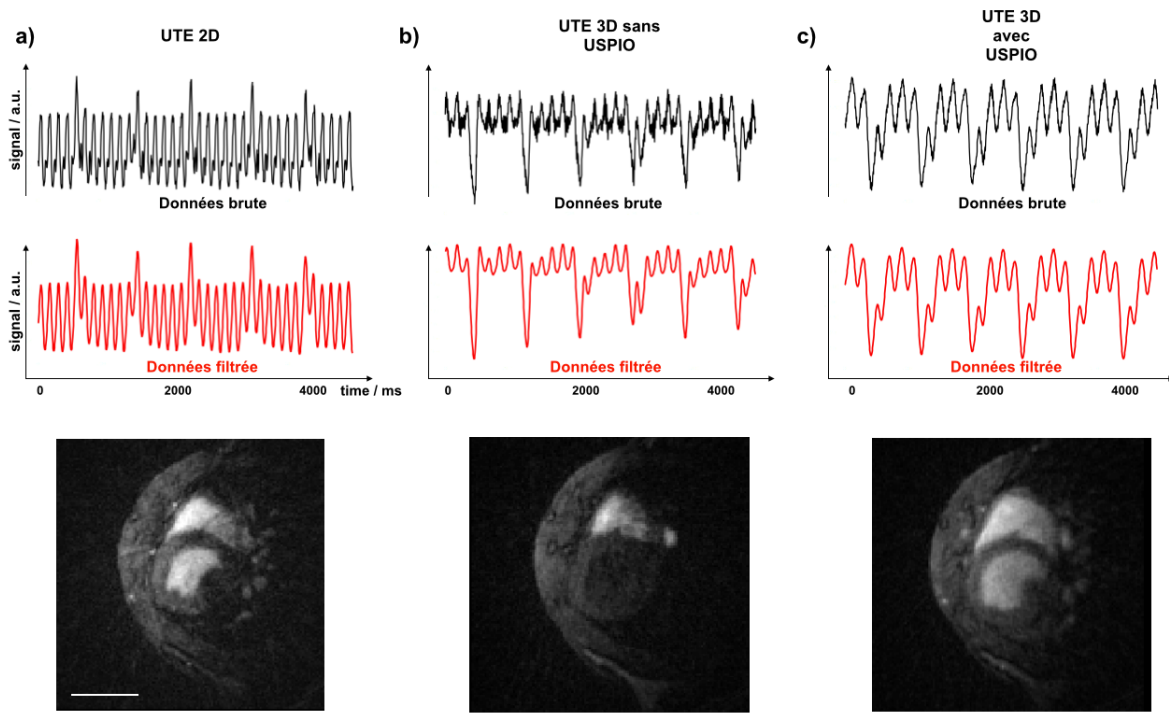 a)
UTE 2D
signal / a.u.
Données brute
signal / a.u.
Données filtrée
0 2000 4000 time / ms
b)
UTE 3D sans
USPIO
Données brute
Données filtrée
0 2000 4000
c)
UTE 3D
avec
USPIO
Données brute
Données filtrée
0 2000 4000